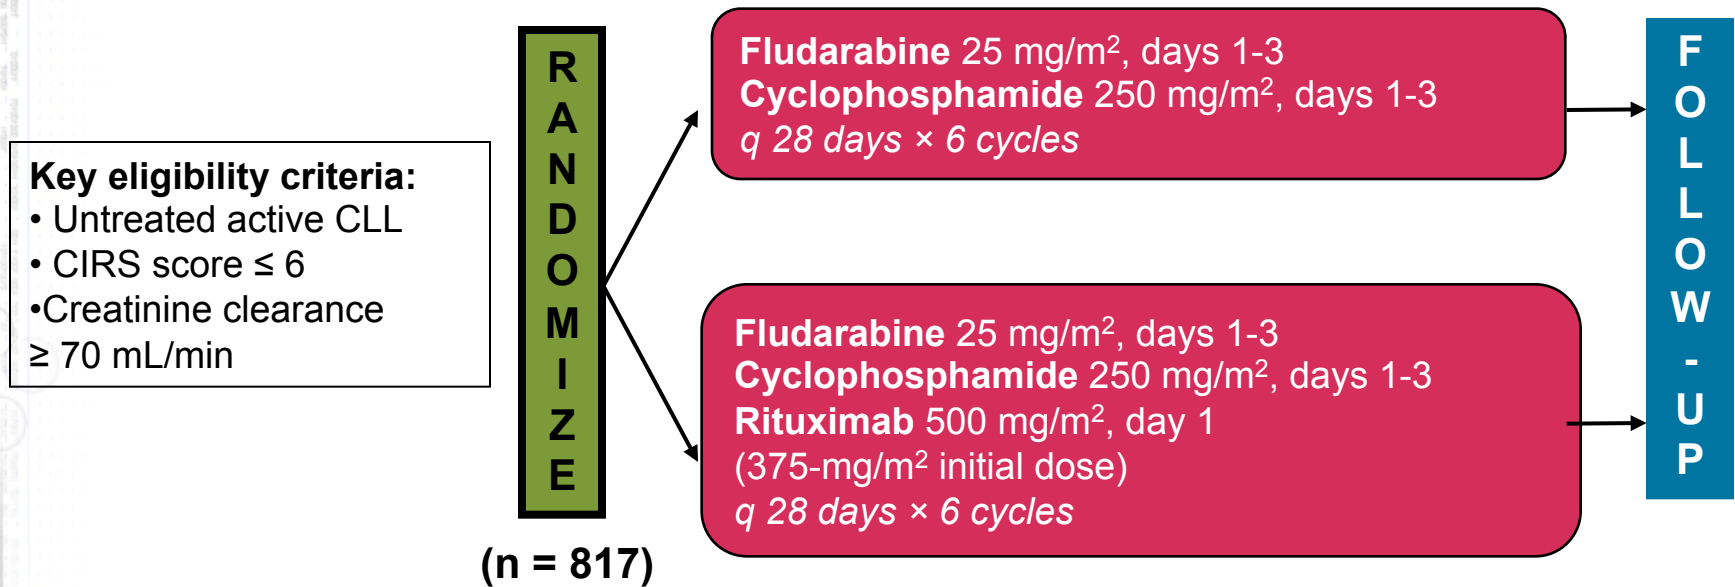 Key eligibility criteria:
• Untreated active CLL
• CIRS score ≤ 6
•Creatinine clearance
≥ 70 mL/min
RANDOMIZE
(n = 817)
Fludarabine 25 mg/m², days 1-3
Cyclophosphamide 250 mg/m², days 1-3
q 28 days × 6 cycles
Fludarabine 25 mg/m², days 1-3
Cyclophosphamide 250 mg/m², days 1-3
Rituximab 500 mg/m², day 1
(375-mg/m² initial dose)
q 28 days × 6 cycles
FOLLOW-UP